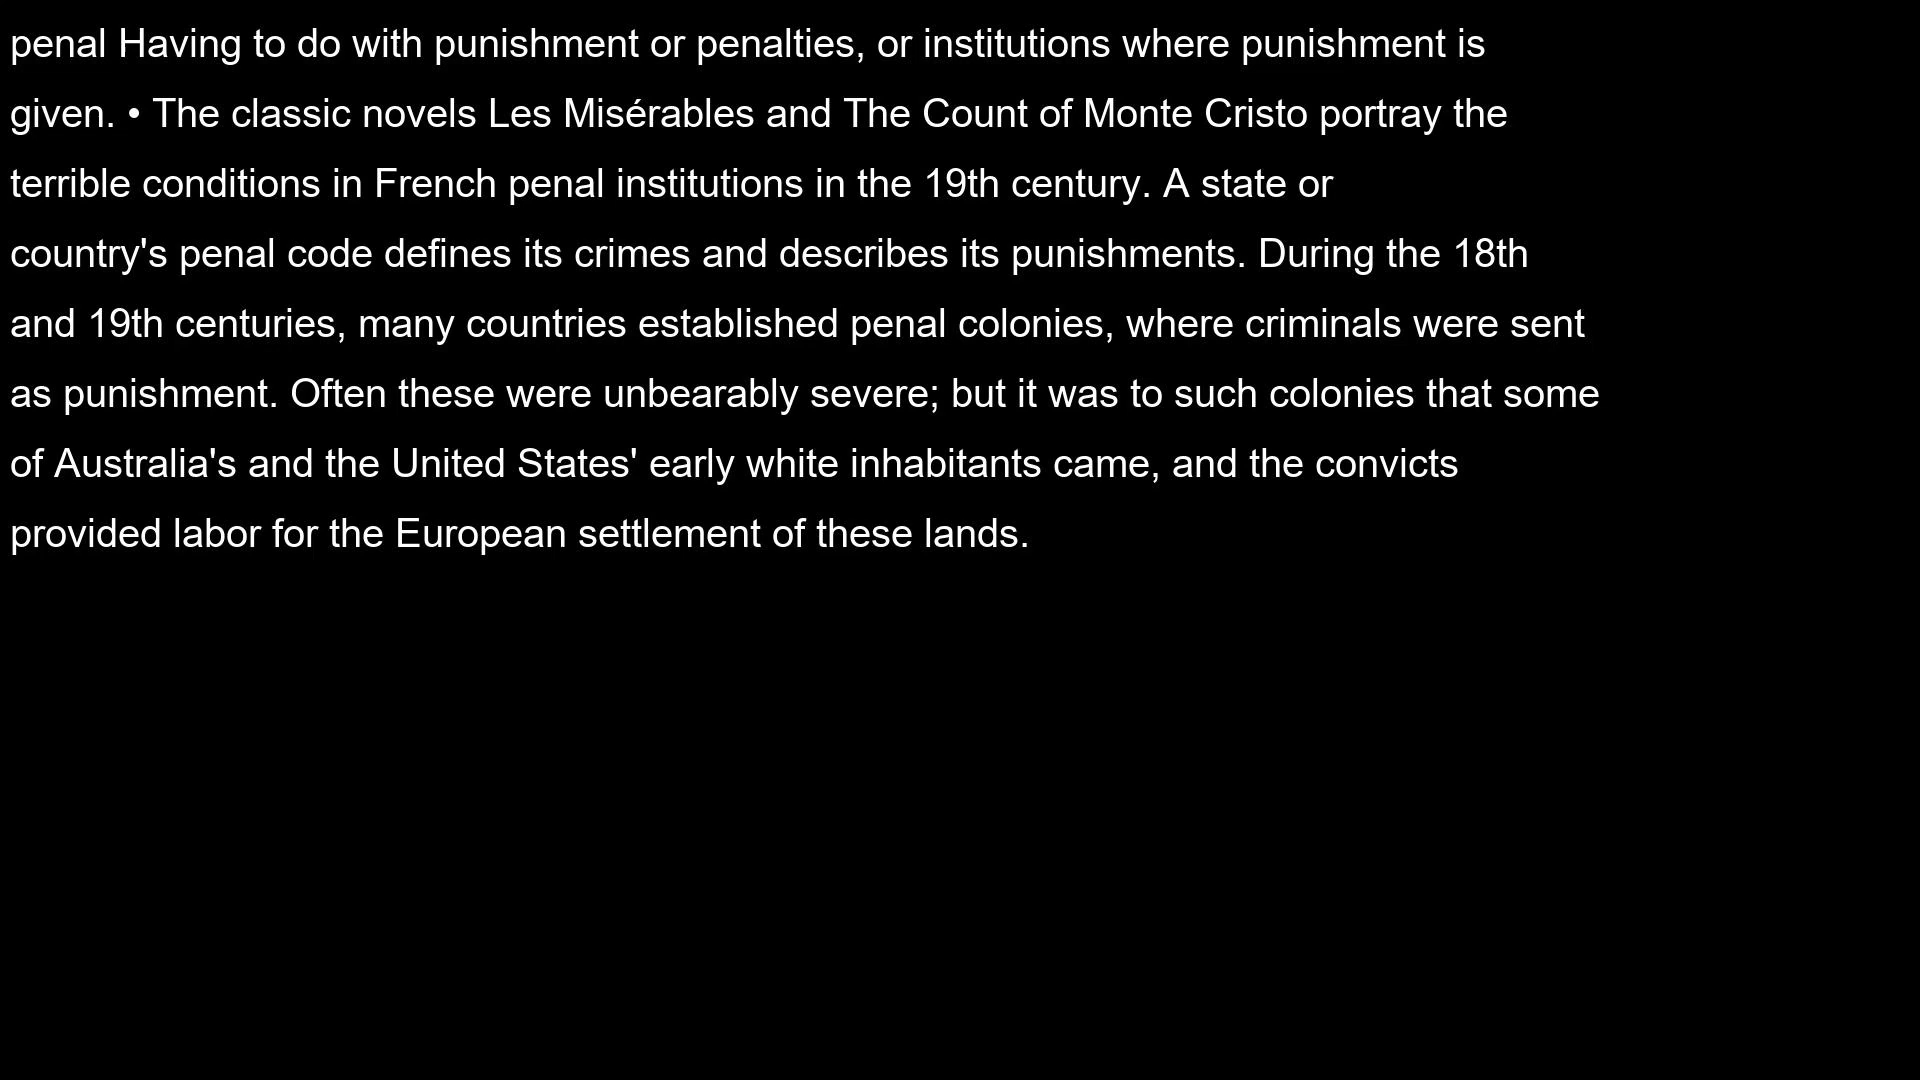 penal Having to do with punishment or penalties, or institutions where punishment is
given. • The classic novels Les Misérables and The Count of Monte Cristo portray the
terrible conditions in French penal institutions in the 19th century. A state or
country's penal code defines its crimes and describes its punishments. During the 18th
and 19th centuries, many countries established penal colonies, where criminals were sent
as punishment. Often these were unbearably severe; but it was to such colonies that some
of Australia's and the United States' early white inhabitants came, and the convicts
provided labor for the European settlement of these lands.